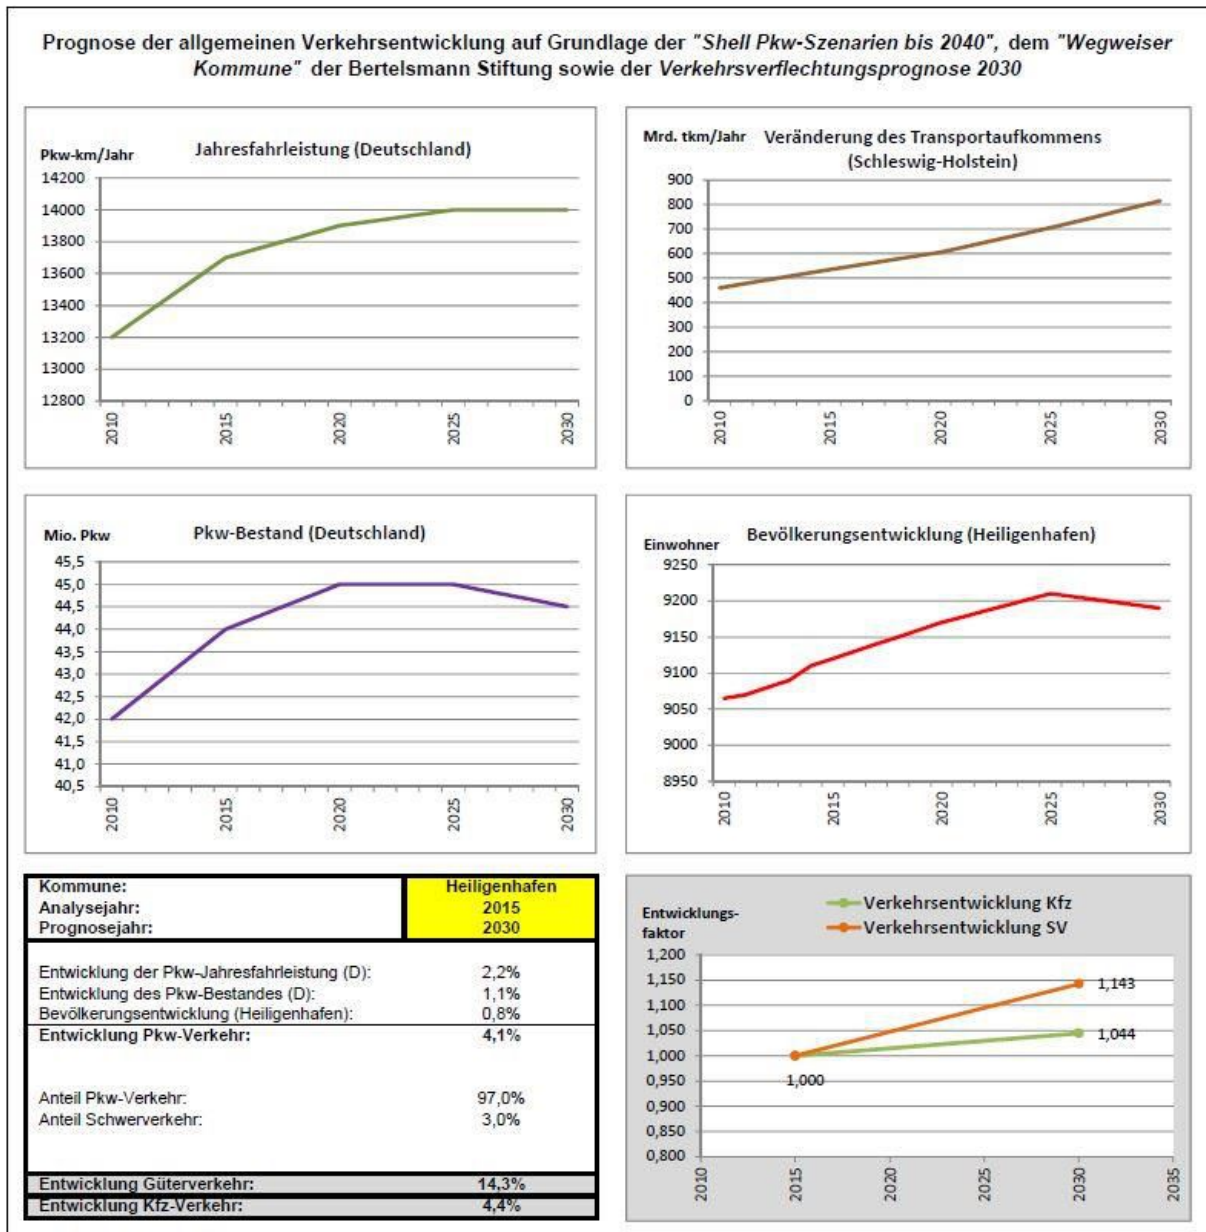 Prognose der allgemeinen Verkehrsentwicklung auf Grundlage der "Shell Pkw-Szenarien bis 2040", dem "Wegweiser
Kommune" der Bertelsmann Stiftung sowie der Verkehrsverflechtungsprognose 2030
Pkw-km/Jahr
Jahresfahrleistung (Deutschland)
14200
14000
13800
13600
13400
13200
13000
12800
2010
2015
2020
2025
2030
Mrd. tkm/Jahr
Veränderung des Transportaufkommens
(Schleswig-Holstein)
900
800
700
600
500
400
300
200
100
0
2010
2015
2020
2025
2030
Mio. Pkw
Pkw-Bestand (Deutschland)
45,5
45,0
44,5
44,0
43,5
43,0
42,5
42,0
41,5
41,0
40,5
2010
2015
2020
2025
2030
Einwohner
Bevölkerungsentwicklung (Heiligenhafen)
9250
9200
9150
9100
9050
9000
8950
2010
2015
2020
2025
2030
Kommune: Heiligenhafen
Analysejahr: 2015
Prognosejahr: 2030
Entwicklung der Pkw-Jahresfahrleistung (D): 2,2%
Entwicklung des Pkw-Bestandes (D): 1,1%
Bevölkerungsentwicklung (Heiligenhafen): 0,8%
Entwicklung Pkw-Verkehr: 4,1%
Anteil Pkw-Verkehr: 97,0%
Anteil Schwerverkehr: 3,0%
Entwicklung Güterverkehr: 14,3%
Entwicklung Kfz-Verkehr: 4,4%
Entwicklungs-
faktor
Verkehrsentwicklung Kfz
Verkehrsentwicklung SV
1,200
1,150
1,100
1,050
1,000
0,950
0,900
0,850
0,800
1,143
1,044
1,000
2010
2015
2020
2025
2030
2035